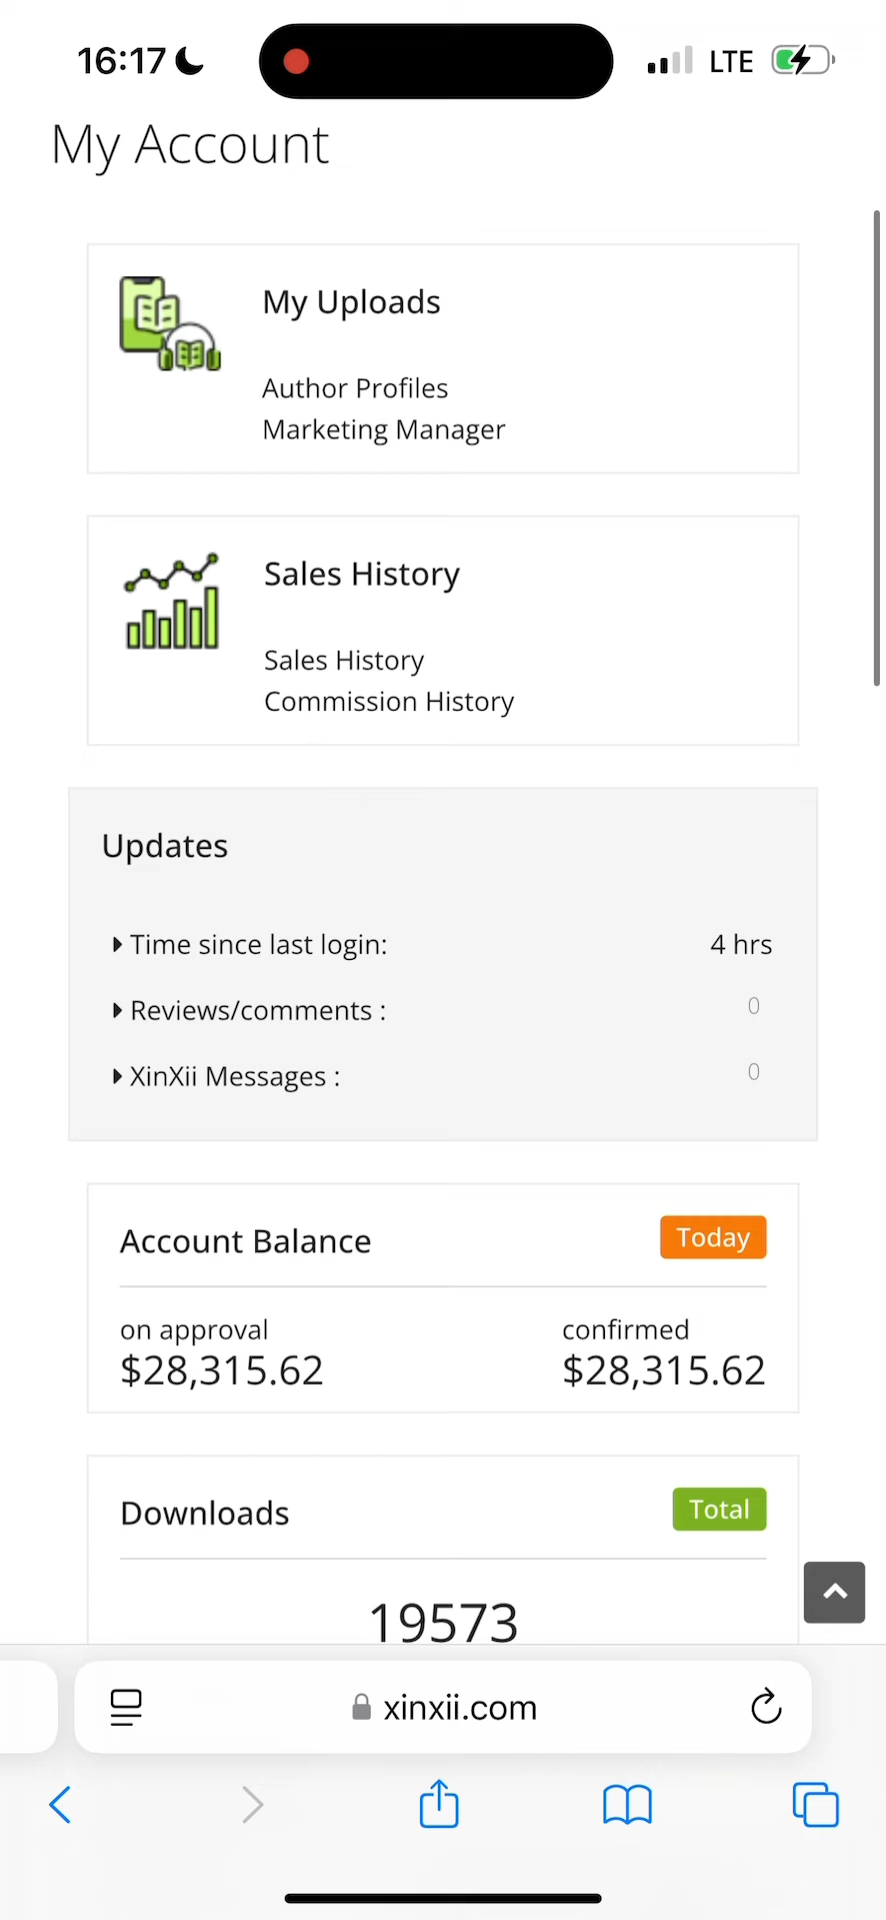 16:17
LTE
My Account
My Uploads
Author Profiles
Marketing Manager
Sales History
Sales History
Commission History
Updates
Time since last login: 4 hrs
Reviews/comments : 0
XinXii Messages : 0
Account Balance Today
on approval confirmed
$28,315.62 $28,315.62
Downloads Total
19573
xinxii.com